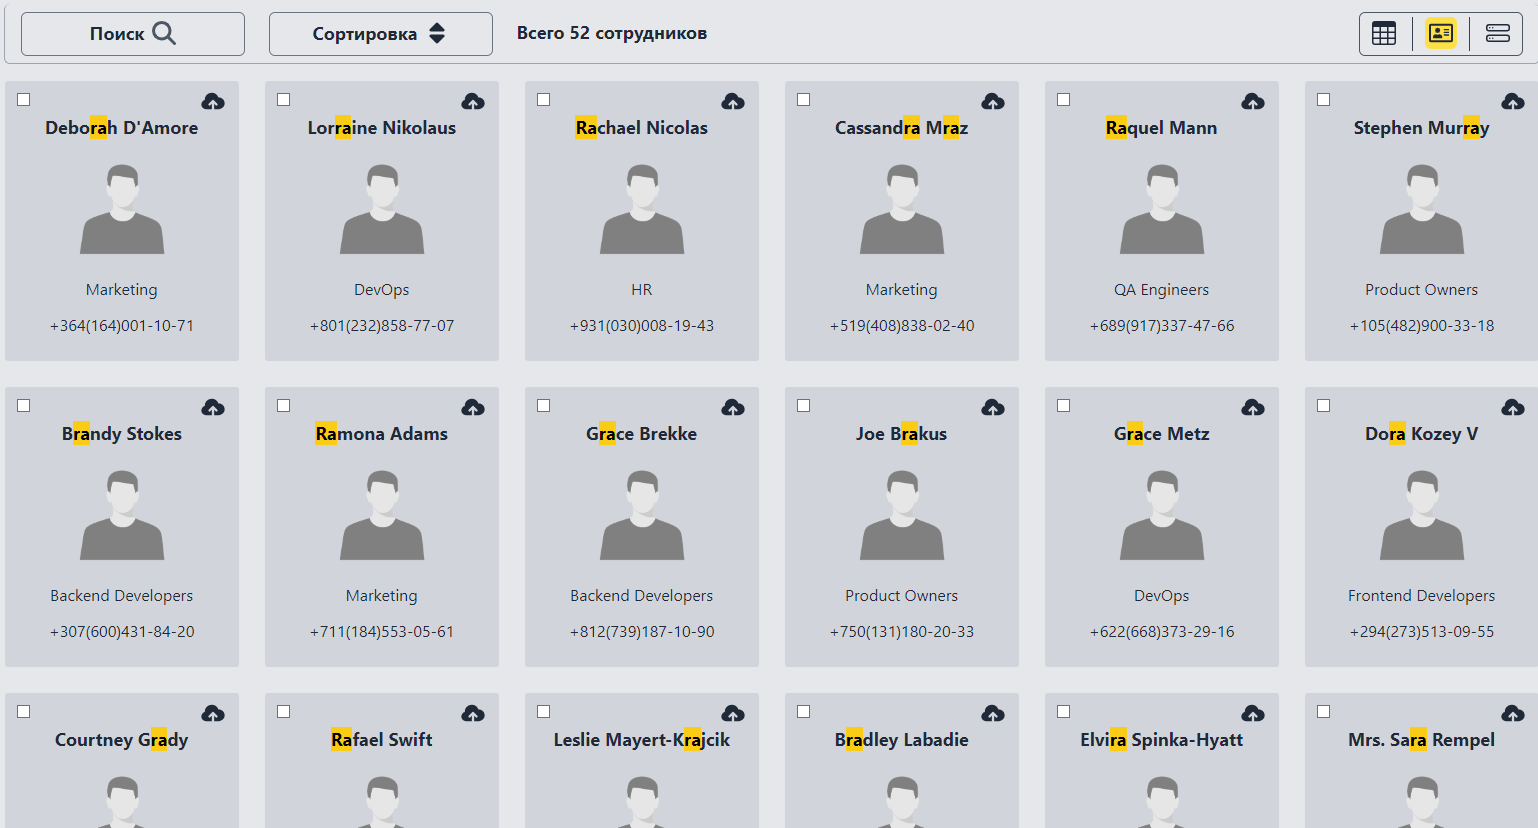 Поиск Сортировка Всего 52 сотрудников
Deborah D'Amore Lorraine Nikolaus Rachael Nicolas Cassandra Mraz Raquel Mann Stephen Murray
Marketing DevOps HR Marketing QA Engineers Product Owners
+364(164)001-10-71 +801(232)858-77-07 +931(030)008-19-43 +519(408)838-02-40 +689(917)337-47-66 +105(482)900-33-18
Brandy Stokes Ramona Adams Grace Brekke Joe Brakus Grace Metz Dora Kozey V
Backend Developers Marketing Backend Developers Product Owners DevOps Frontend Developers
+307(600)431-84-20 +711(184)553-05-61 +812(739)187-10-90 +750(131)180-20-33 +622(668)373-29-16 +294(273)513-09-55
Courtney Grady Rafael Swift Leslie Mayert-Krajcik Bradley Labadie Elvira Spinka-Hyatt Mrs. Sara Rempel